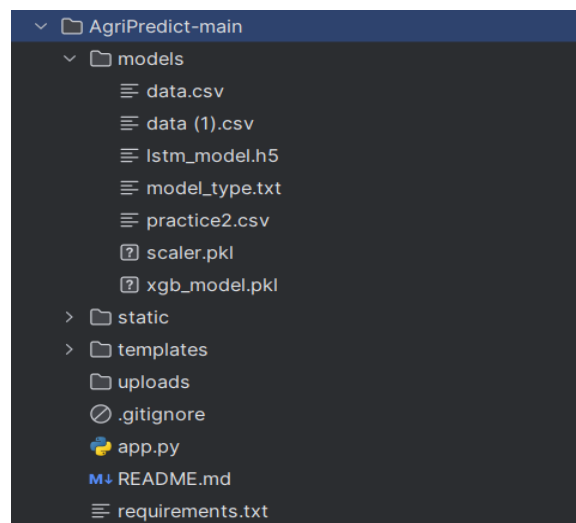 AgriPredict-main
models
data.csv
data (1).csv
lstm_model.h5
model_type.txt
practice2.csv
scaler.pkl
xgb_model.pkl
static
templates
uploads
.gitignore
app.py
M↓ README.md
requirements.txt